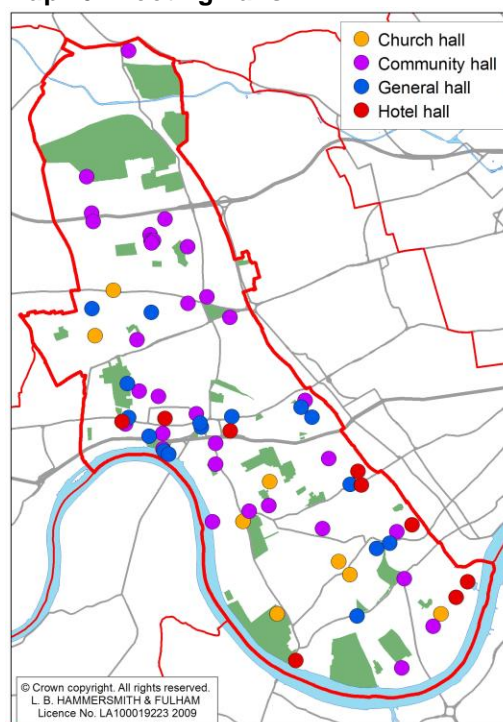 Church hall
Community hall
General hall
Hotel hall
© Crown copyright. All rights reserved.
L. B. HAMMERSMITH & FULHAM
Licence No. LA100019223 2009